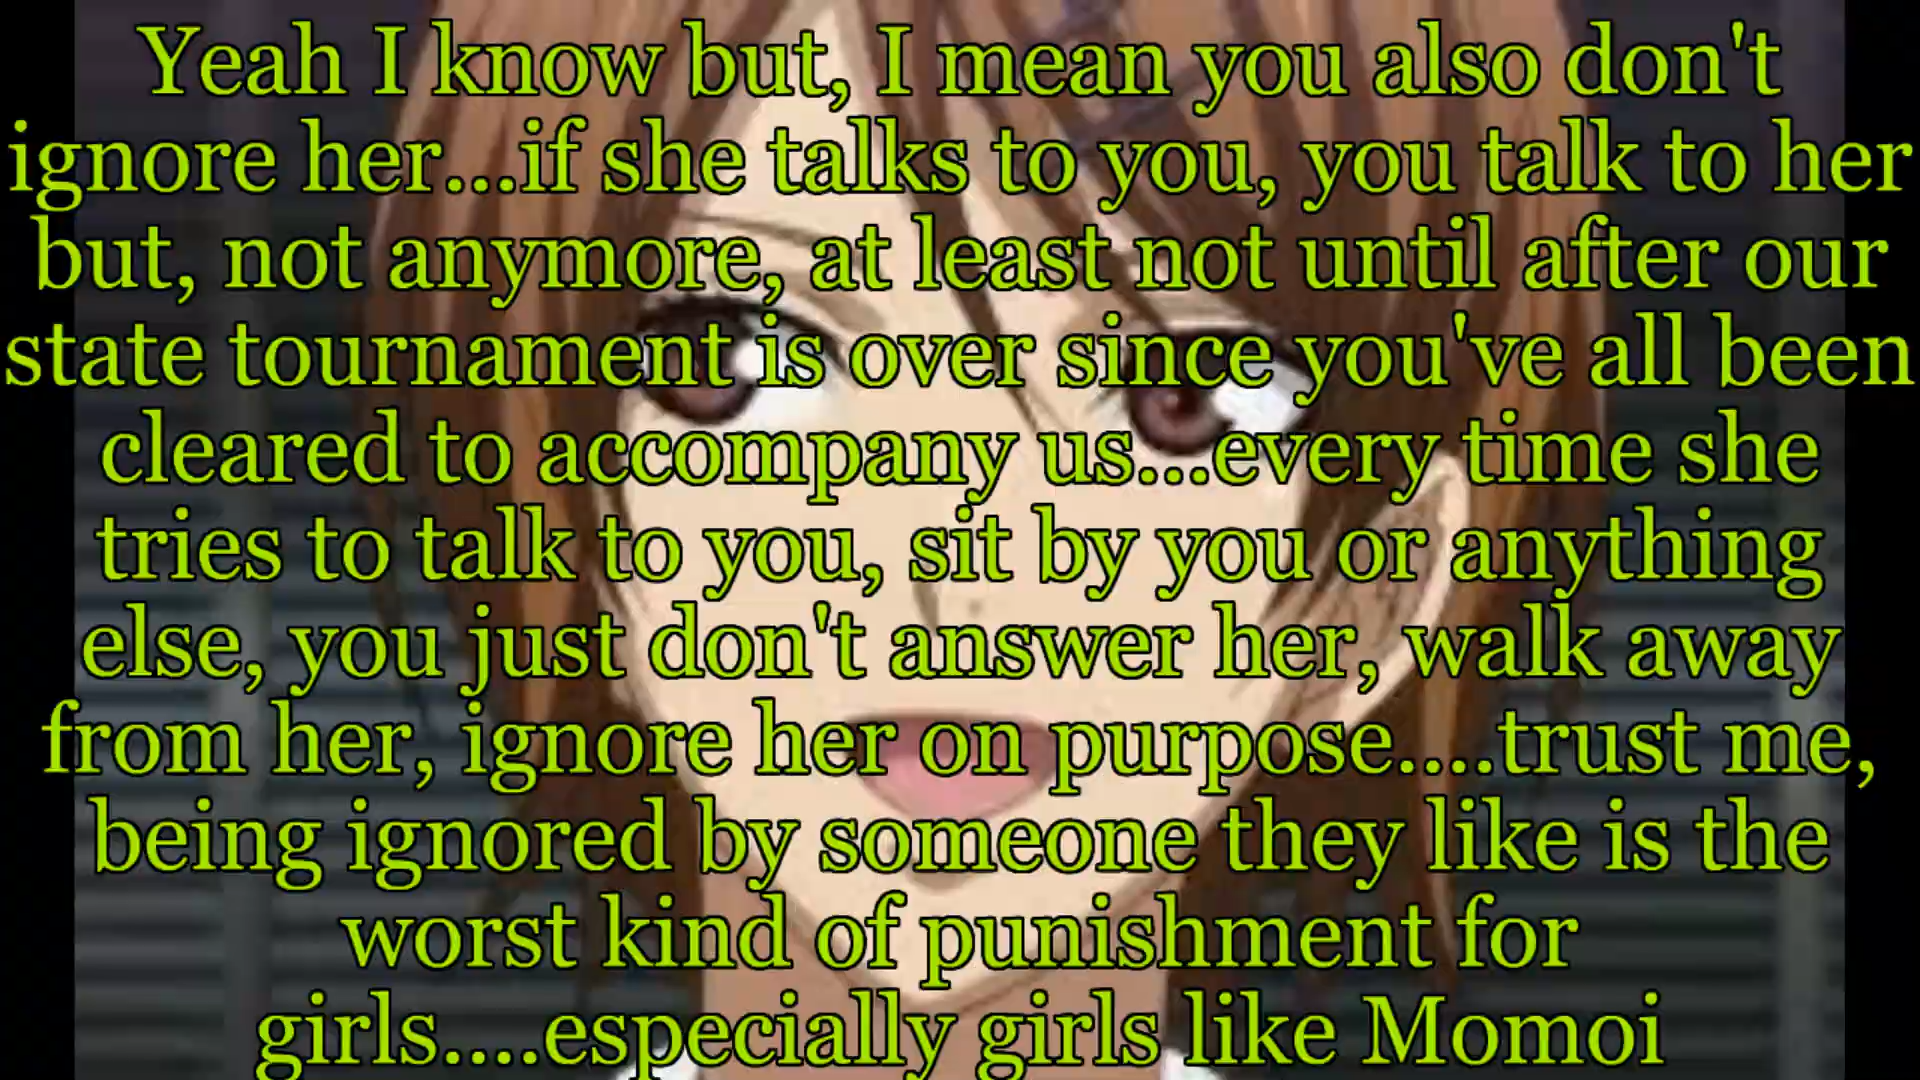 Yeah I know but, I mean you also don't
ignore her...if she talks to you, you talk to her
but, not anymore, at least not until after our
state tournament is over since you've all been
cleared to accompany us...every time she
tries to talk to you, sit by you or anything
else, you just don't answer her, walk away
from her, ignore her on purpose....trust me,
being ignored by someone they like is the
worst kind of punishment for
girls....especially girls like Momoi